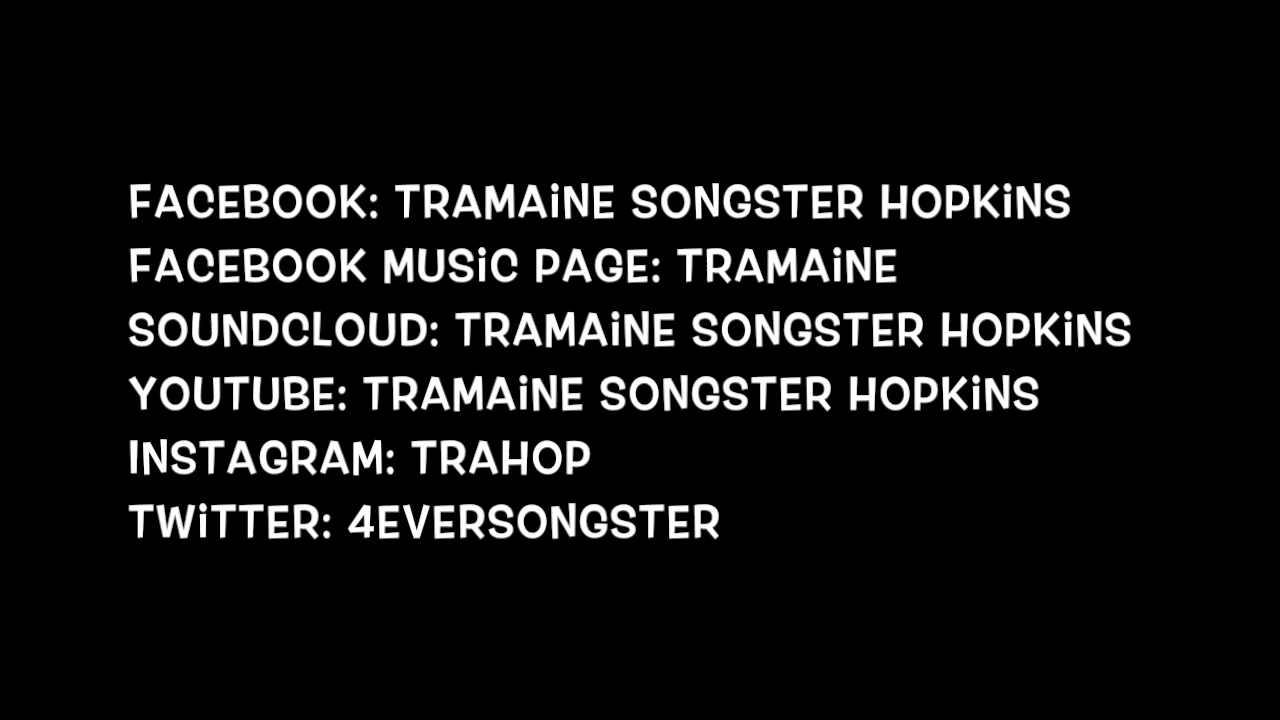 FACEBOOK: TRAMAiNE SONGSTER HOPKiNS
FACEBOOK MUSiC PAGE: TRAMAiNE
SOUNDCLOUD: TRAMAiNE SONGSTER HOPKiNS
YOUTUBE: TRAMAiNE SONGSTER HOPKiNS
INSTAGRAM: TRAHOP
TWiTTER: 4EVERSONGSTER